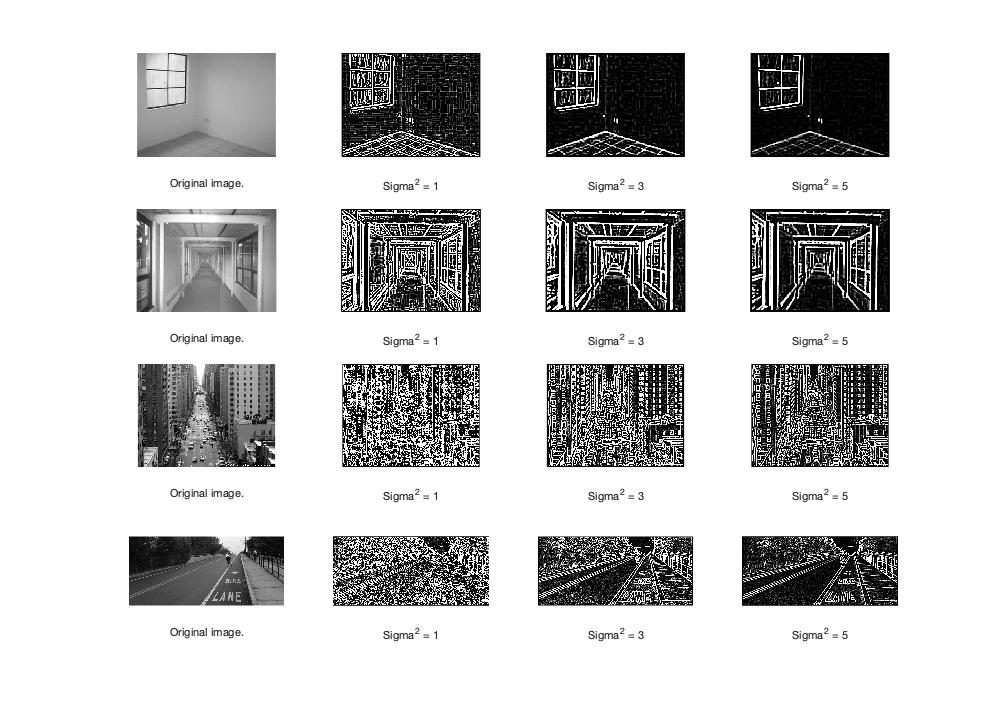 Original image.
Sigma² = 1
Sigma² = 3
Sigma² = 5
Original image.
Sigma² = 1
Sigma² = 3
Sigma² = 5
Original image.
Sigma² = 1
Sigma² = 3
Sigma² = 5
BIKE
LANE
Original image.
Sigma² = 1
Sigma² = 3
Sigma² = 5